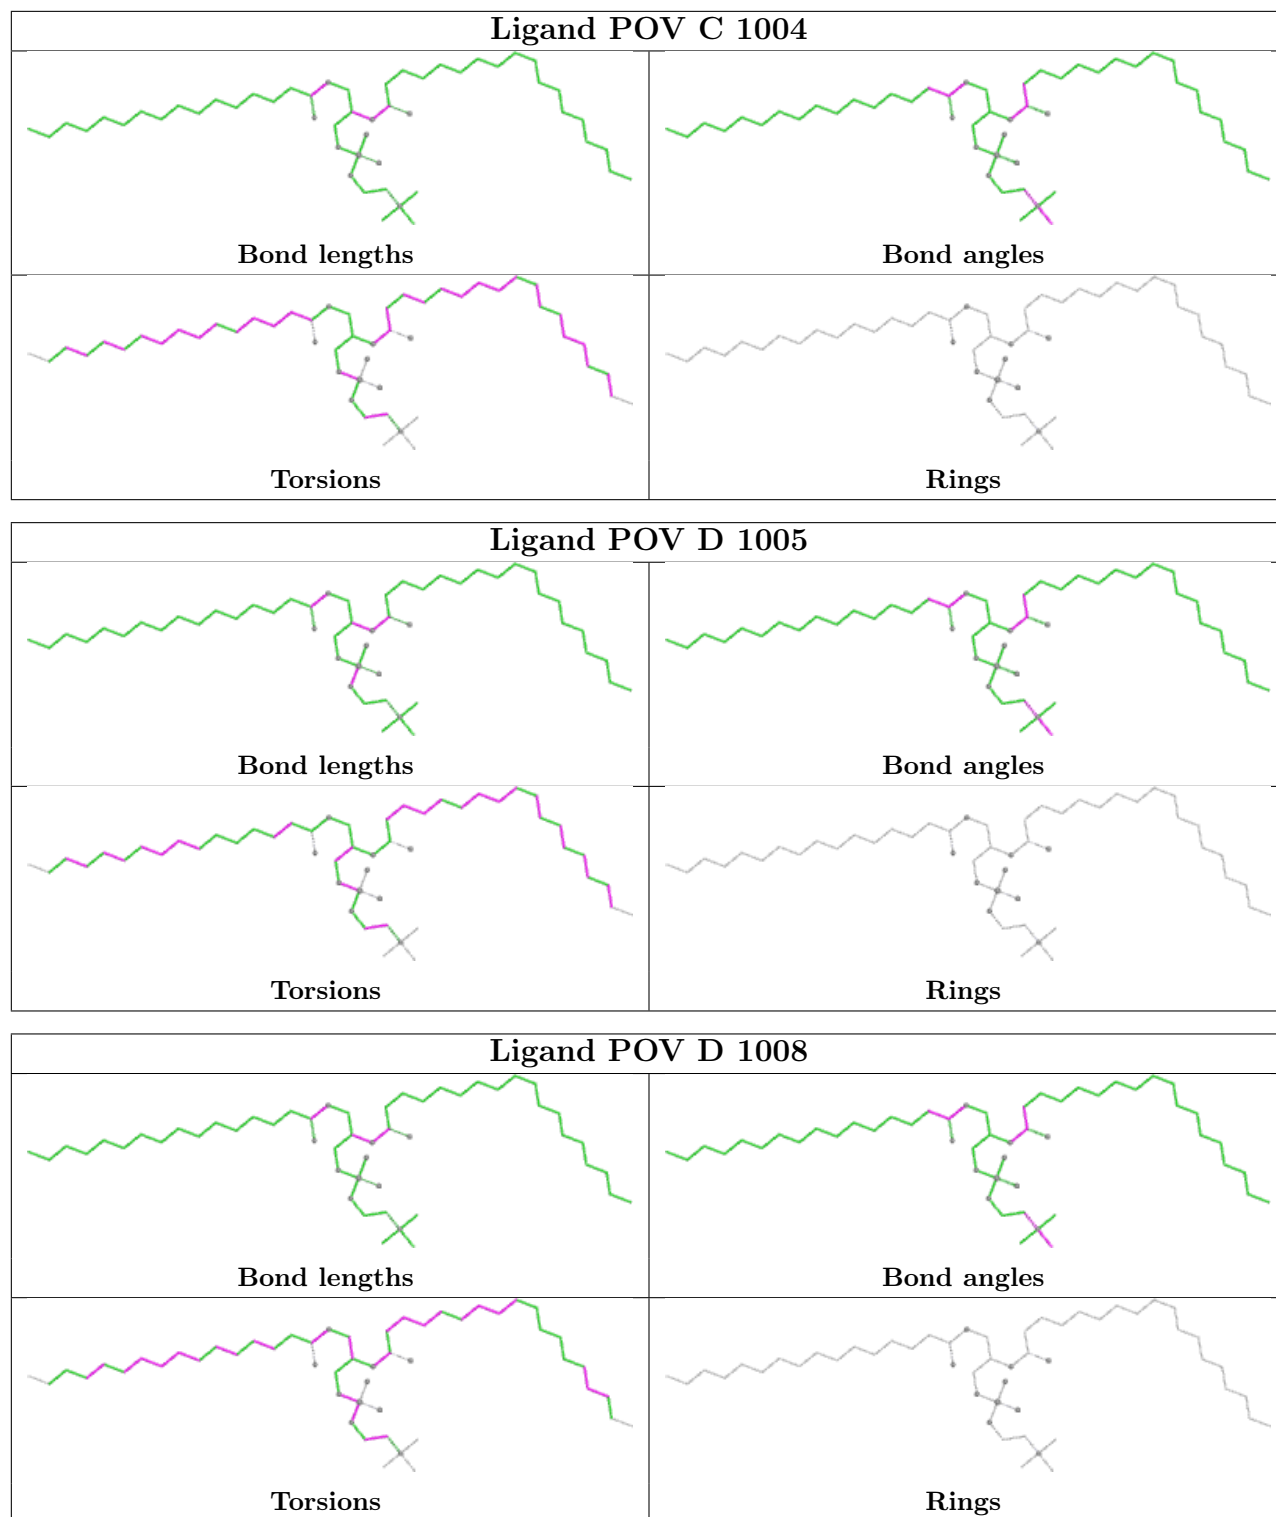 Ligand POV C 1004
Bond lengths
Bond angles
Torsions
Rings
Ligand POV D 1005
Bond lengths
Bond angles
Torsions
Rings
Ligand POV D 1008
Bond lengths
Bond angles
Torsions
Rings